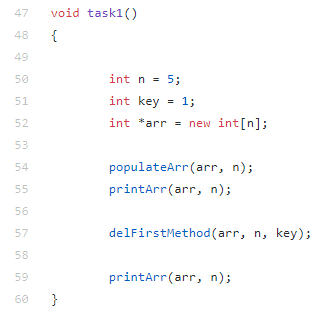 47 void task1()
48 {
49
50 int n = 5;
51 int key = 1;
52 int *arr = new int[n];
53
54 populateArr(arr, n);
55 printArr(arr, n);
56
57 delFirstMethod(arr, n, key);
58
59 printArr(arr, n);
60 }